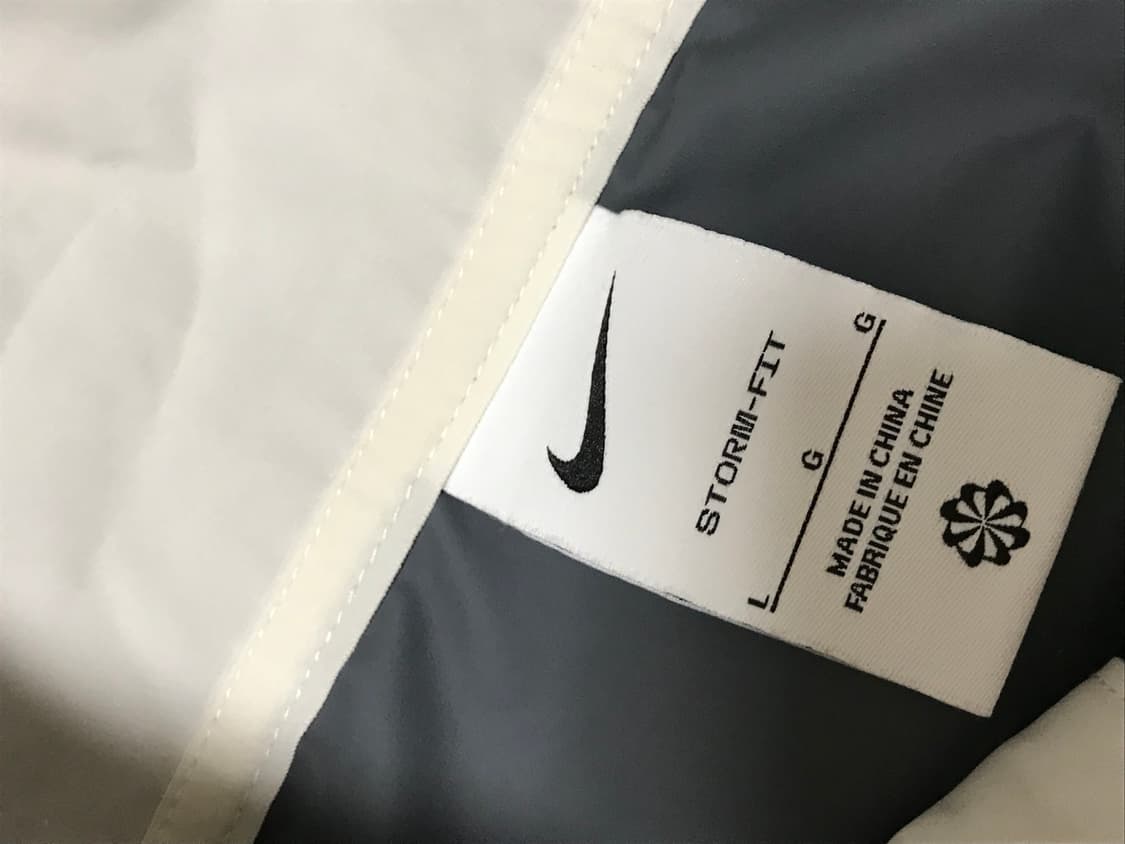 STORM-FIT
L G G
MADE IN CHINA
FABRIQUE EN CHINE